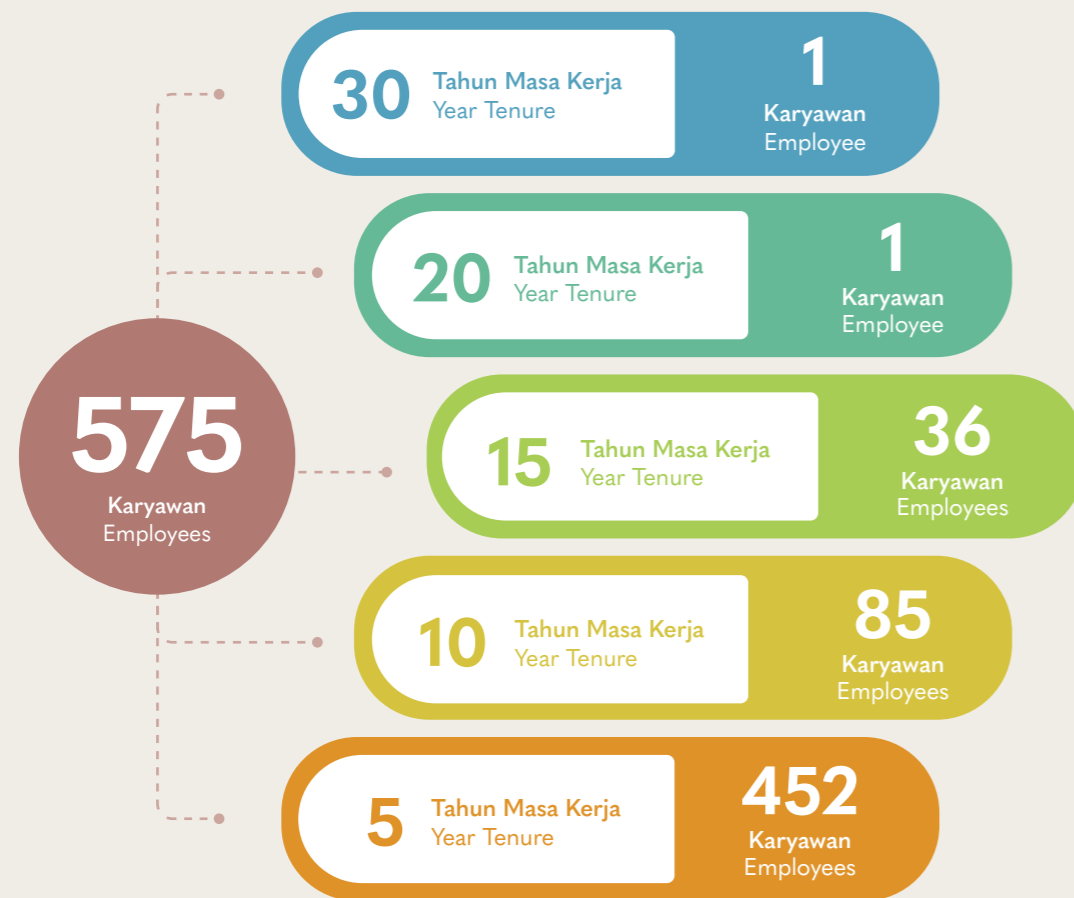 575
Karyawan
Employees
30
Tahun Masa Kerja
Year Tenure
1
Karyawan
Employee
20
Tahun Masa Kerja
Year Tenure
1
Karyawan
Employee
15
Tahun Masa Kerja
Year Tenure
36
Karyawan
Employees
10
Tahun Masa Kerja
Year Tenure
85
Karyawan
Employees
5
Tahun Masa Kerja
Year Tenure
452
Karyawan
Employees